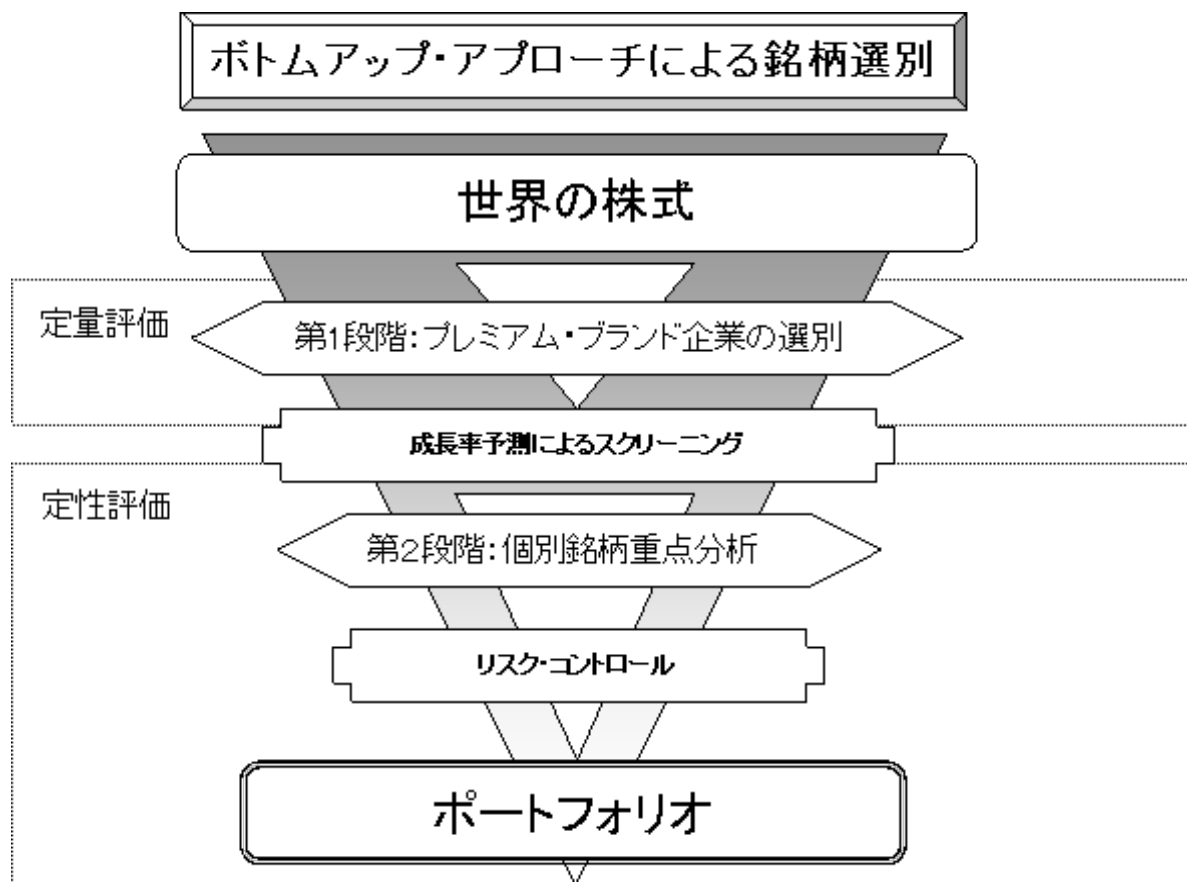 ボトムアップ・アプローチによる銘柄選別
世界の株式
定量評価
第1段階:プレミアム・ブランド企業の選別
成長率予測によるスクリーニング
定性評価
第2段階:個別銘柄重点分析
リスク・コントロール
ポートフォリオ